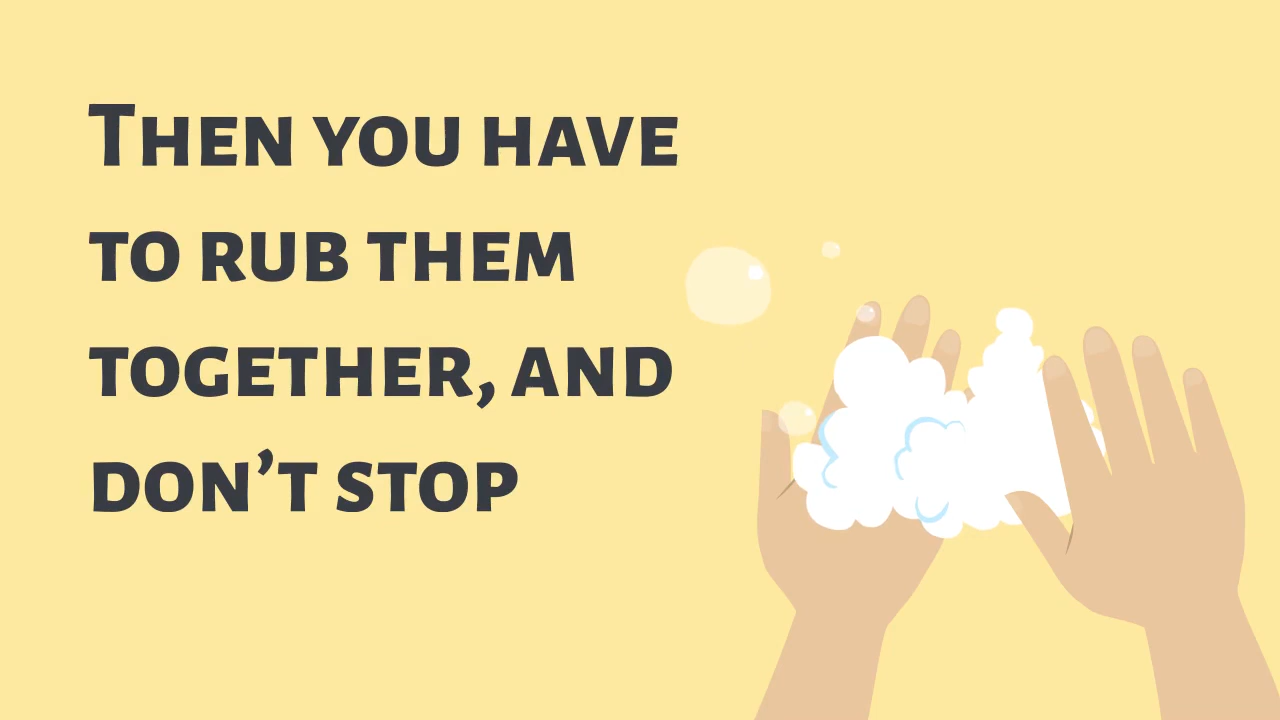 Then you have
to rub them
together, and
don’t stop